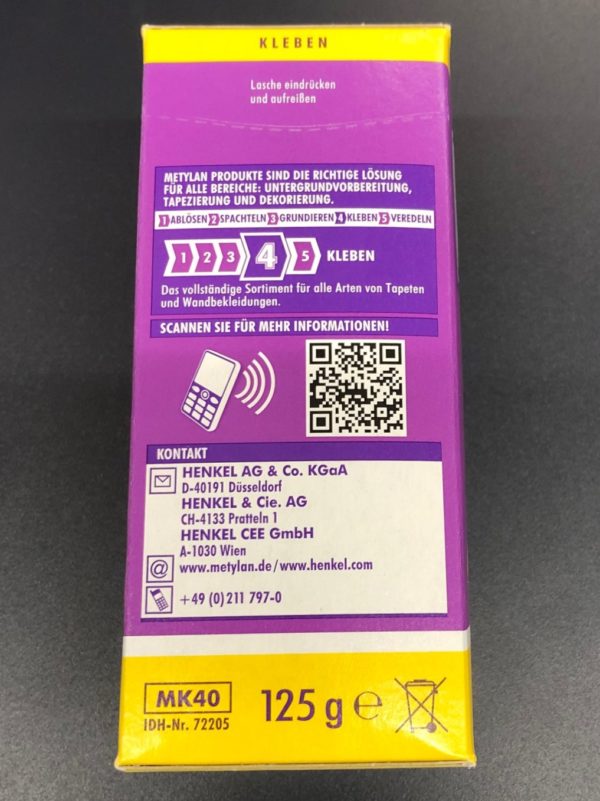 KLEBEN
Lasche eindrücken
und aufreißen
METYLAN PRODUKTE SIND DIE RICHTIGE LÖSUNG
FÜR ALLE BEREICHE: UNTERGRUNDVORBEREITUNG,
TAPEZIERUNG UND DEKORIERUNG.
1 ABLÖSEN 2 SPACHTELN 3 GRUNDIEREN 4 KLEBEN 5 VEREDELN
1 2 3 4 5 KLEBEN
Das vollständige Sortiment für alle Arten von Tapeten
und Wandbekleidungen.
SCANNEN SIE FÜR MEHR INFORMATIONEN!
KONTAKT
HENKEL AG & Co. KGaA
D-40191 Düsseldorf
HENKEL & Cie. AG
CH-4133 Pratteln 1
HENKEL CEE GmbH
A-1030 Wien
@ www.metylan.de/www.henkel.com
+49 (0)211 797-0
MK40
IDH-Nr. 72205
125 g ℮